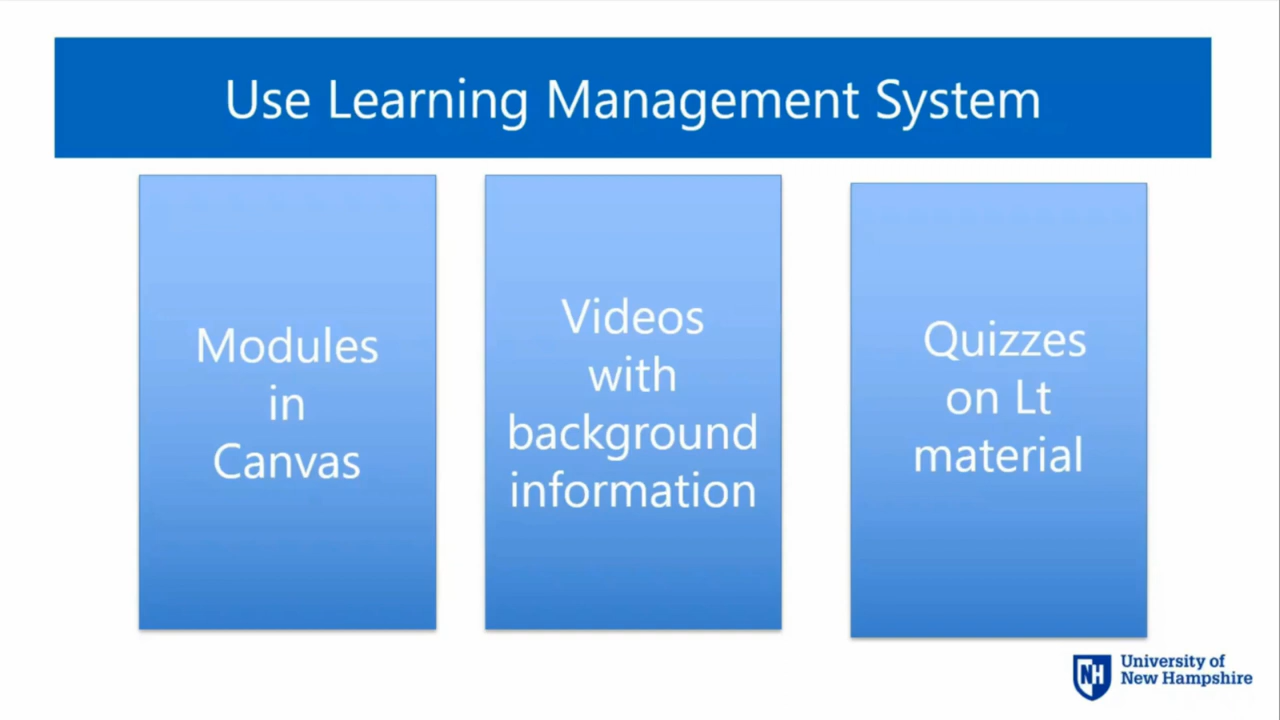 Use Learning Management System
Modules
in
Canvas
Videos
with
background
information
Quizzes
on Lt
material
NH
University of
New Hampshire